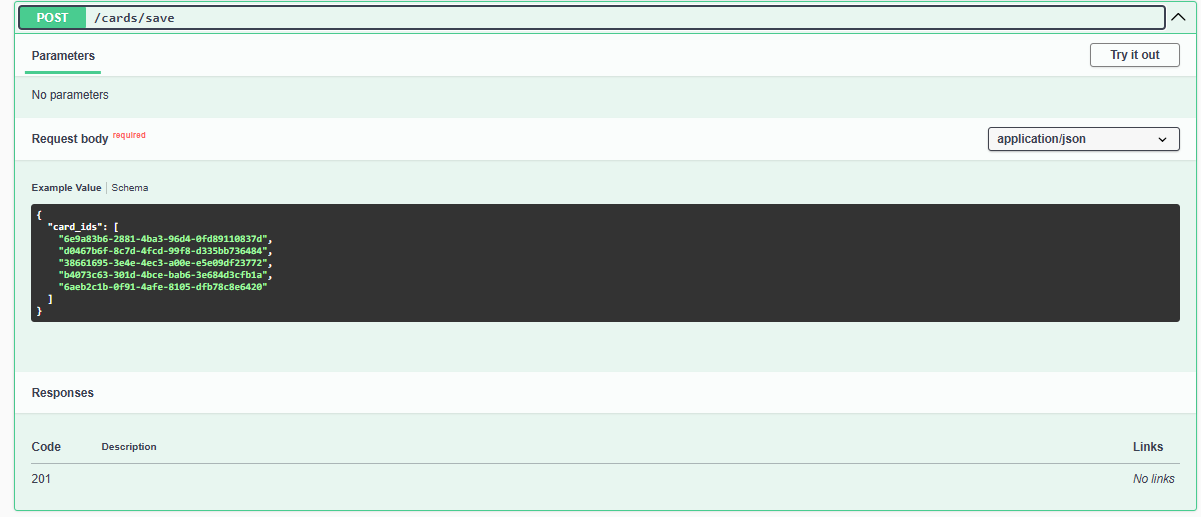 POST /cards/save
Parameters
Try it out
No parameters
Request body required
application/json
Example Value Schema
{
"card_ids": [
"6e9a83b6-2881-4ba3-96d4-0fd89110837d",
"d0467b6f-8c7d-4fcd-99f8-d335bb736484",
"38661695-3e4e-4ec3-a00e-e5e09df23772",
"b4073c63-301d-4bce-bab6-3e684d3cfb1a",
"6aeb2c1b-0f91-4afe-8105-dfb78c8e6420"
]
}
Responses
Code Description Links
201 No links